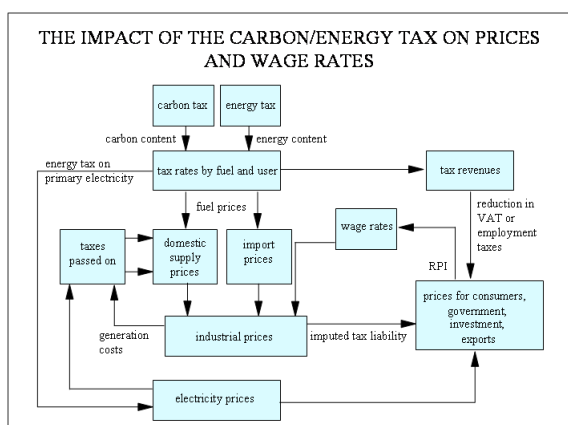 THE IMPACT OF THE CARBON/ENERGY TAX ON PRICES
AND WAGE RATES
carbon tax
energy tax
carbon content
energy content
energy tax on
primary electricity
tax rates by fuel and user
tax revenues
fuel prices
reduction in
VAT or
employment
taxes
wage rates
taxes
passed on
domestic
supply
prices
import
prices
RPI
prices for consumers,
government,
investment,
exports
generation
costs
industrial prices
imputed tax liability
electricity prices